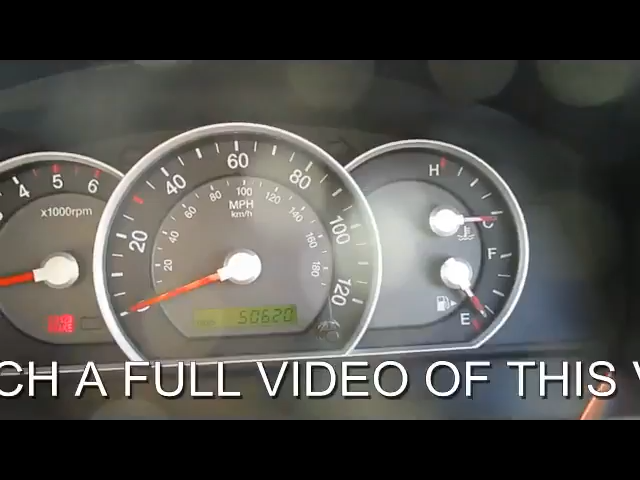 4 5 6
x1000rpm
20 40 60 80 100 120
MPH
km/h
20 40 60 80 100 120 140 160 180
50620
H
C
F
E
CH A FULL VIDEO OF THIS V